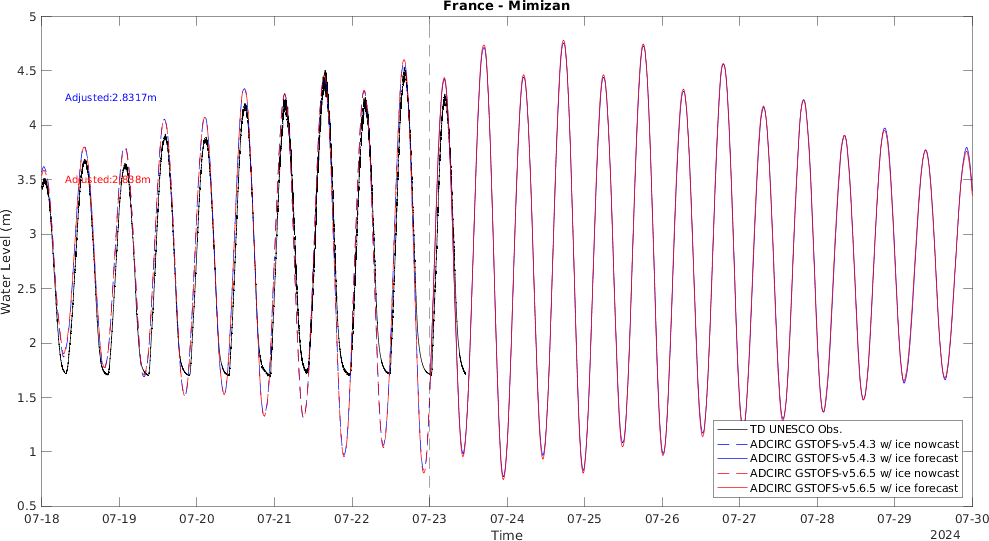 France - Mimizan
5
4.5
4
3.5
3
2.5
2
1.5
1
0.5
Water Level (m)
Adjusted:2.8317m
Adjusted:2.838m
TD UNESCO Obs.
ADCIRC GSTOFS-v5.4.3 w/ ice nowcast
ADCIRC GSTOFS-v5.4.3 w/ ice forecast
ADCIRC GSTOFS-v5.6.5 w/ ice nowcast
ADCIRC GSTOFS-v5.6.5 w/ ice forecast
07-18 07-19 07-20 07-21 07-22 07-23 07-24 07-25 07-26 07-27 07-28 07-29 07-30
Time
2024